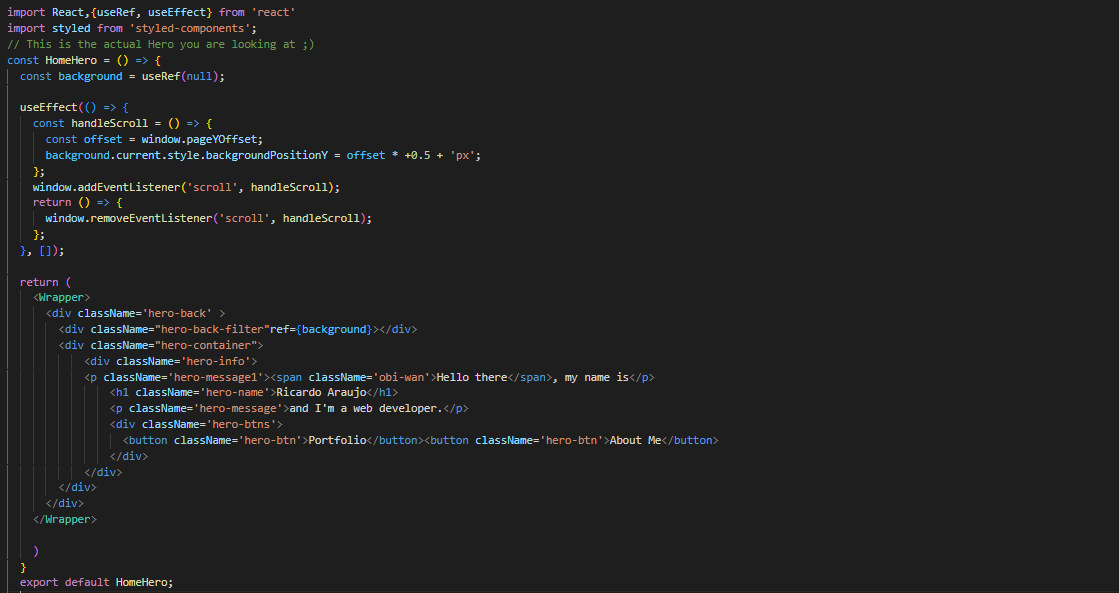 import React,{useRef, useEffect} from 'react'
import styled from 'styled-components';
// This is the actual Hero you are looking at ;)
const HomeHero = () => {
  const background = useRef(null);

  useEffect(() => {
    const handleScroll = () => {
      const offset = window.pageYOffset;
      background.current.style.backgroundPositionY = offset * +0.5 + 'px';
    };
    window.addEventListener('scroll', handleScroll);
    return () => {
      window.removeEventListener('scroll', handleScroll);
    };
  }, []);

  return (
    <Wrapper>
      <div className='hero-back' >
        <div className="hero-back-filter"ref={background}></div>
        <div className="hero-container">
            <div className='hero-info'>
            <p className='hero-message1'><span className='obi-wan'>Hello there</span>, my name is</p>
                <h1 className='hero-name'>Ricardo Araujo</h1>
                <p className='hero-message'>and I'm a web developer.</p>
                <div className='hero-btns'>
                  <button className='hero-btn'>Portfolio</button><button className='hero-btn'>About Me</button>
                </div>
            </div>
        </div>
      </div>
    </Wrapper>

    )
  }
  export default HomeHero;